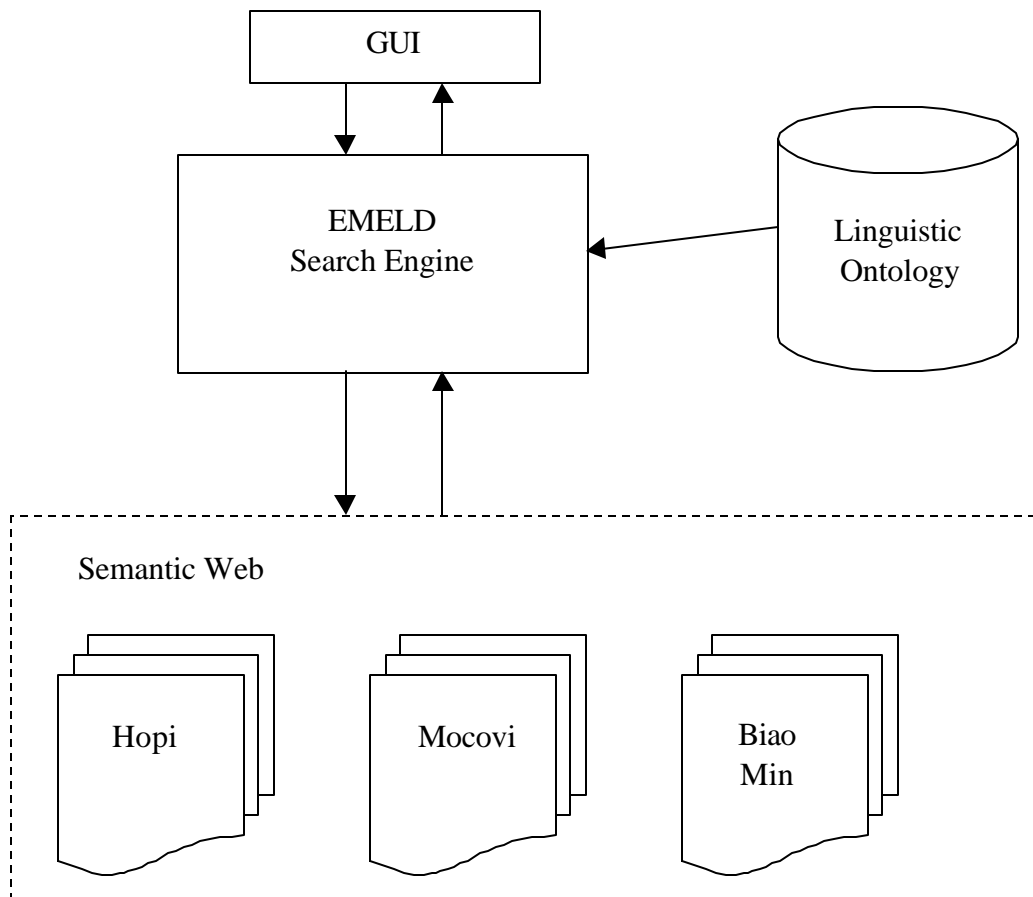 GUI
EMELD
Search Engine
Linguistic
Ontology
Semantic Web
Hopi
Mocovi
Biao
Min